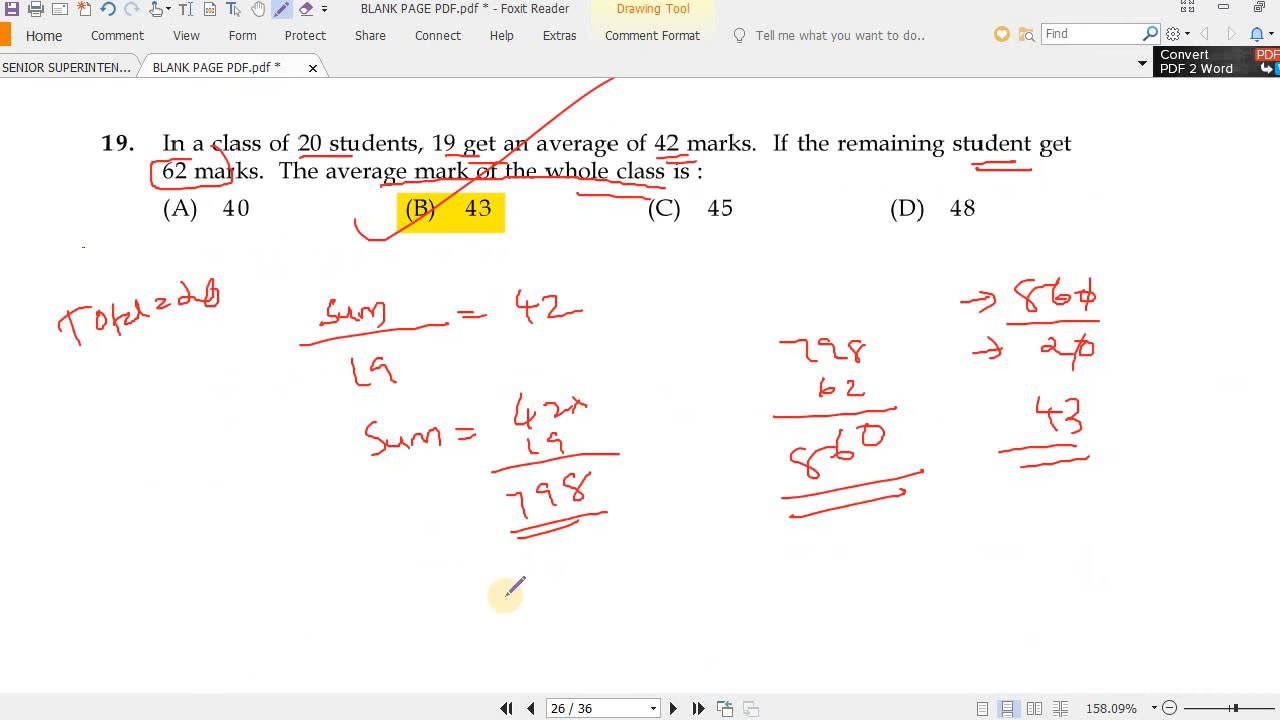 BLANK PAGE PDF.pdf * - Foxit Reader
Drawing Tool
Home Comment View Form Protect Share Connect Help Extras Comment Format Tell me what you want to do.. Find
SENIOR SUPERINTEN... BLANK PAGE PDF.pdf * × Convert PDF 2 Word PDF
19. In a class of 20 students, 19 get an average of 42 marks. If the remaining student get
62 marks. The average mark of the whole class is :
(A) 40 (B) 43 (C) 45 (D) 48
Total = 20
sum
19
= 42
Sum = 42×
19
798
798
62
860
→ 860
→ 20
43
26 / 36 158.09%